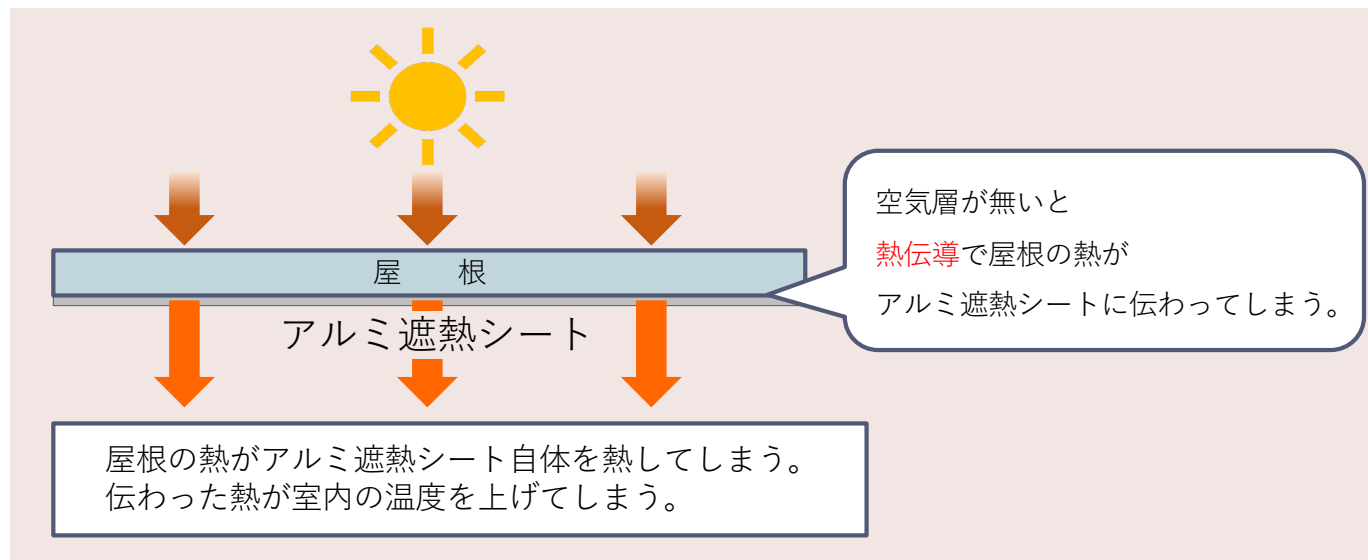 空気層が無いと
熱伝導で屋根の熱が
アルミ遮熱シートに伝わってしまう。
屋　根
アルミ遮熱シート
屋根の熱がアルミ遮熱シート自体を熱してしまう。
伝わった熱が室内の温度を上げてしまう。